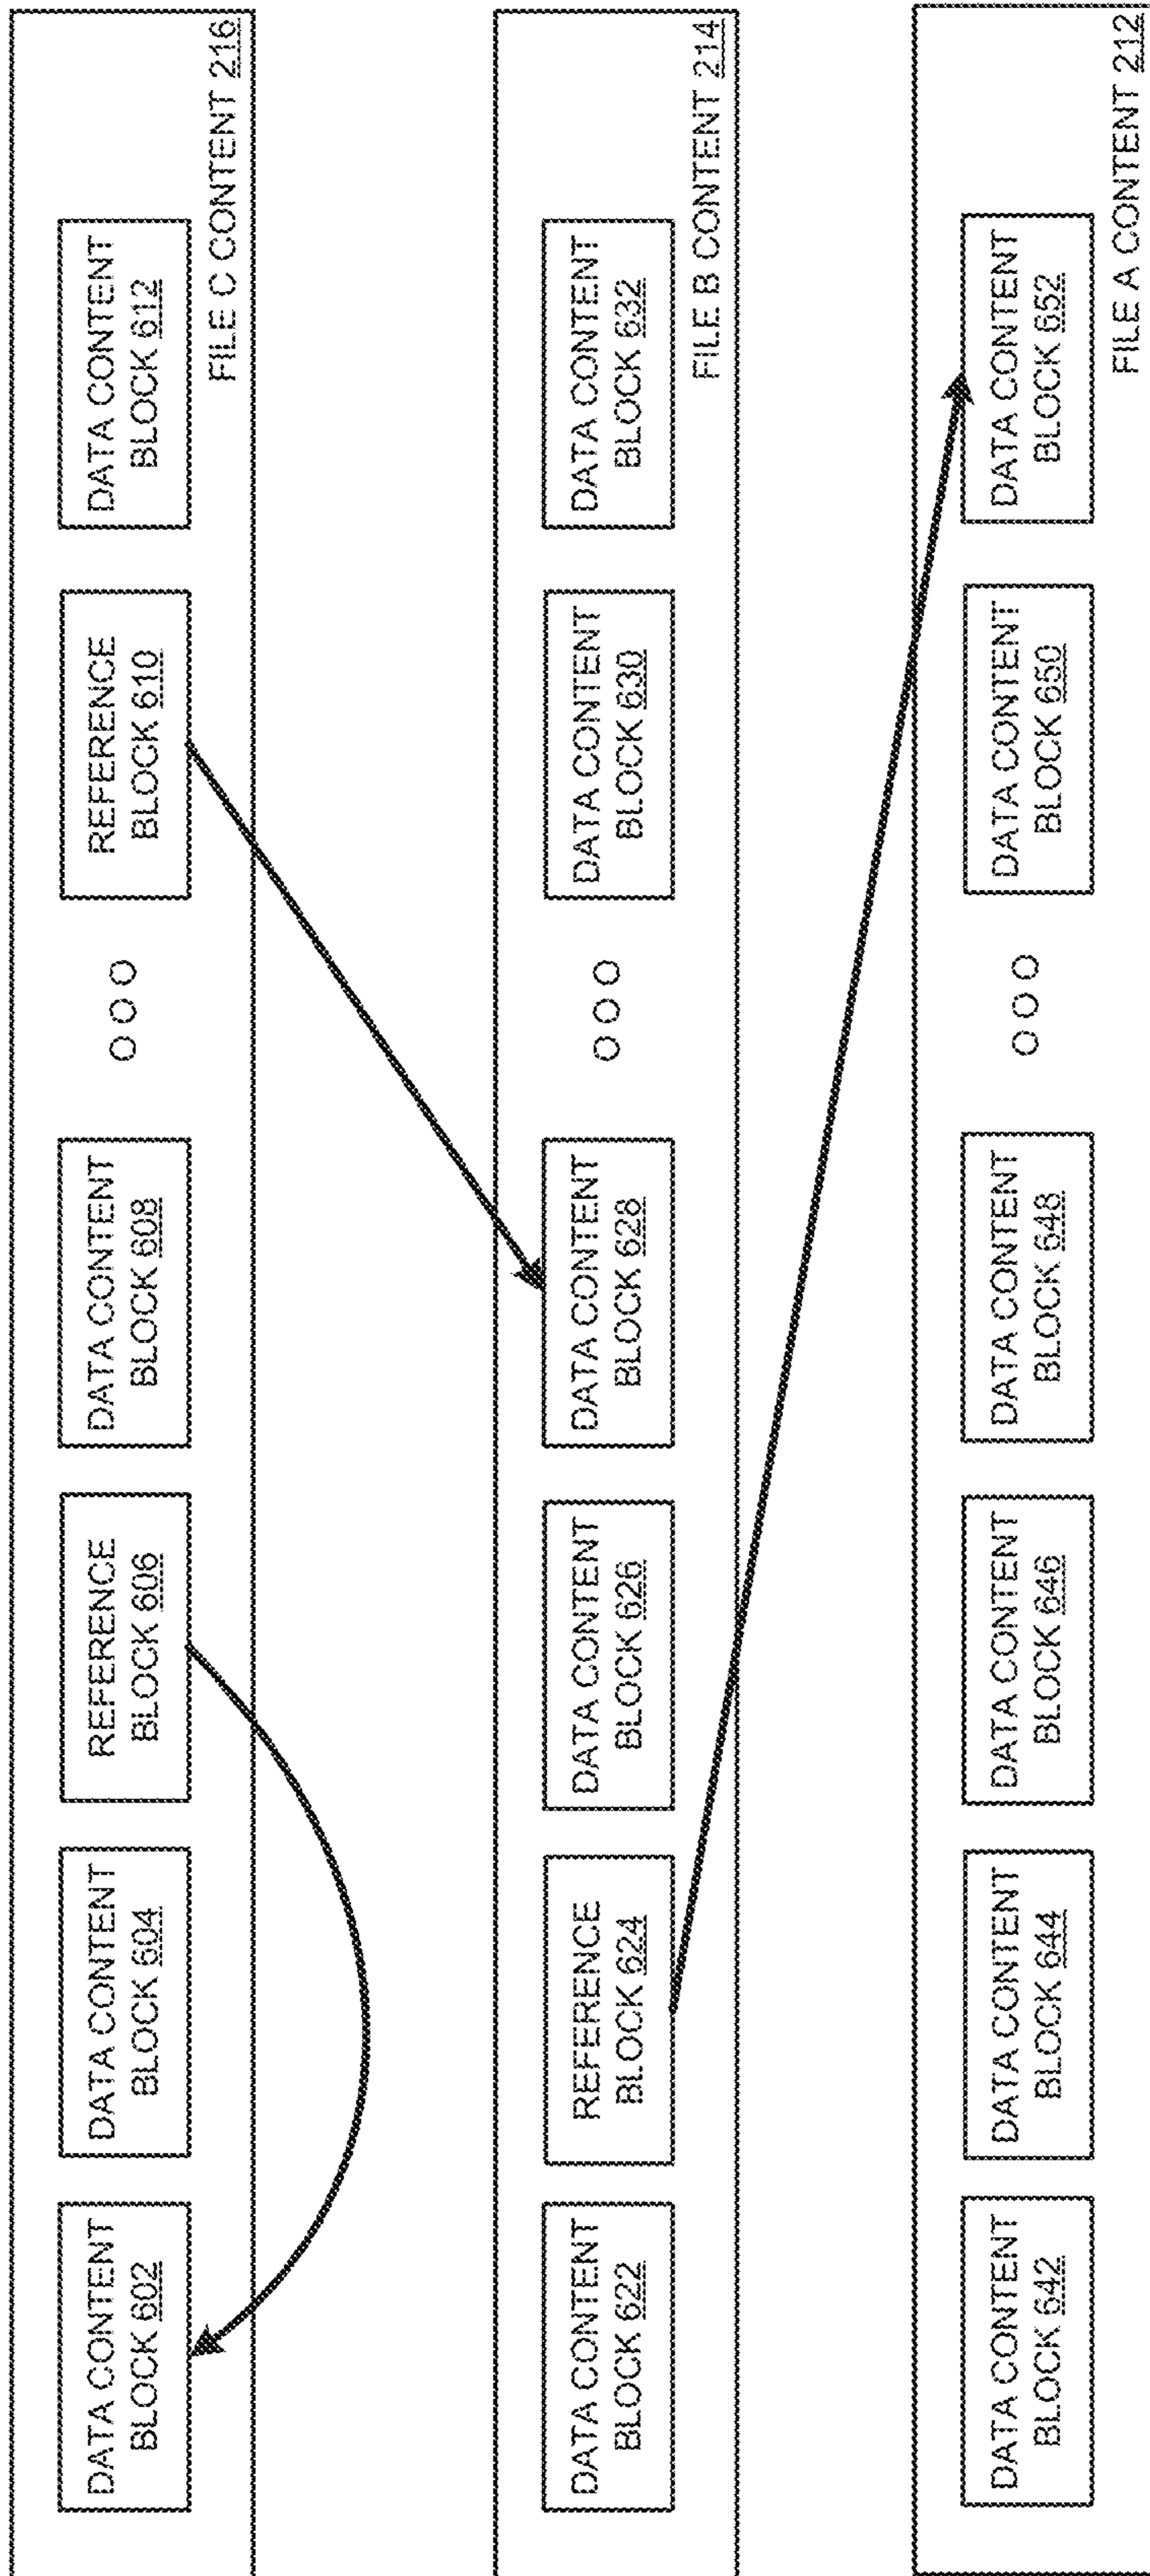 DATA CONTENT
BLOCK 602
DATA CONTENT
BLOCK 604
REFERENCE
BLOCK 606
DATA CONTENT
BLOCK 608
O O O
REFERENCE
BLOCK 610
DATA CONTENT
BLOCK 612
FILE C CONTENT 216
DATA CONTENT
BLOCK 622
REFERENCE
BLOCK 624
DATA CONTENT
BLOCK 626
DATA CONTENT
BLOCK 628
O O O
DATA CONTENT
BLOCK 630
DATA CONTENT
BLOCK 632
FILE B CONTENT 214
DATA CONTENT
BLOCK 642
DATA CONTENT
BLOCK 644
DATA CONTENT
BLOCK 646
DATA CONTENT
BLOCK 648
O O O
DATA CONTENT
BLOCK 650
DATA CONTENT
BLOCK 652
FILE A CONTENT 212